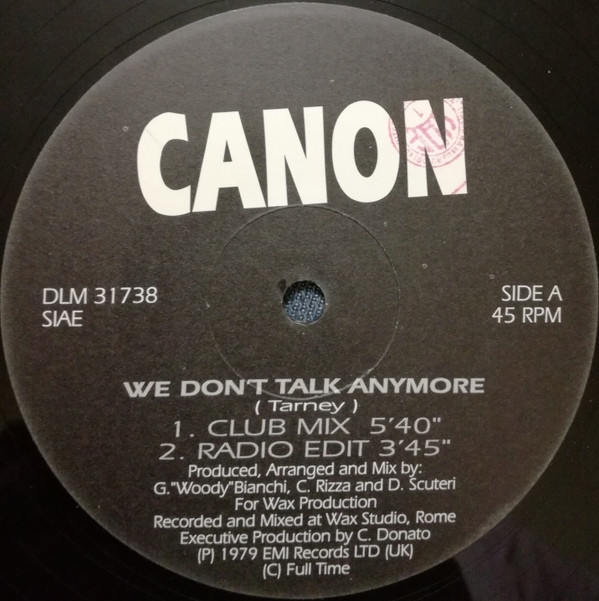 CANON
DLM 31738
SIAE
SIDE A
45 RPM
WE DON'T TALK ANYMORE
( Tarney )
1. CLUB MIX 5'40"
2. RADIO EDIT 3'45"
Produced, Arranged and Mix by:
G."Woody"Bianchi, C. Rizza and D. Scuteri
For Wax Production
Recorded and Mixed at Wax Studio, Rome
Executive Production by C. Donato
(P) 1979 EMI Records LTD (UK)
(C) Full Time